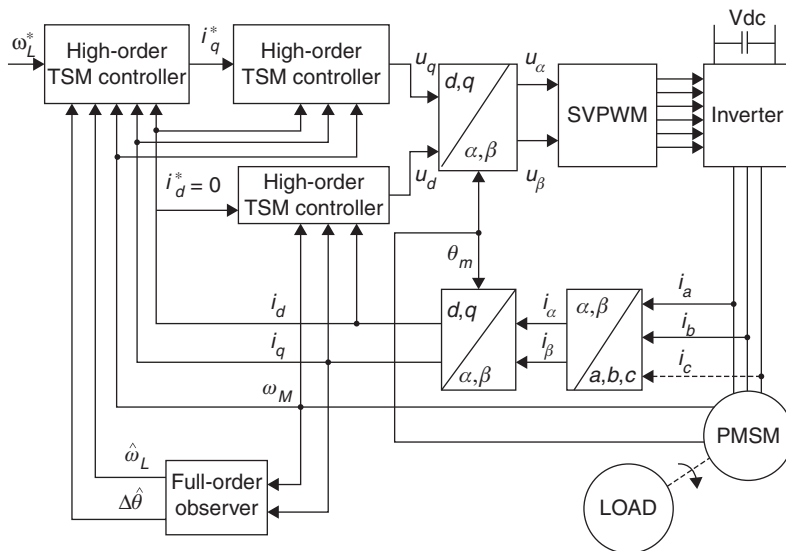 Vdc
ω*L
High-order
TSM controller
i*q
High-order
TSM controller
uq
d,q
α,β
uα
SVPWM
Inverter
ud
uβ
i*d = 0
High-order
TSM controller
θm
id
d,q
α,β
iα
α,β
a,b,c
ia
iq
iβ
ib
ic
ωM
PMSM
ω̂L
Full-order
observer
Δθ̂
LOAD